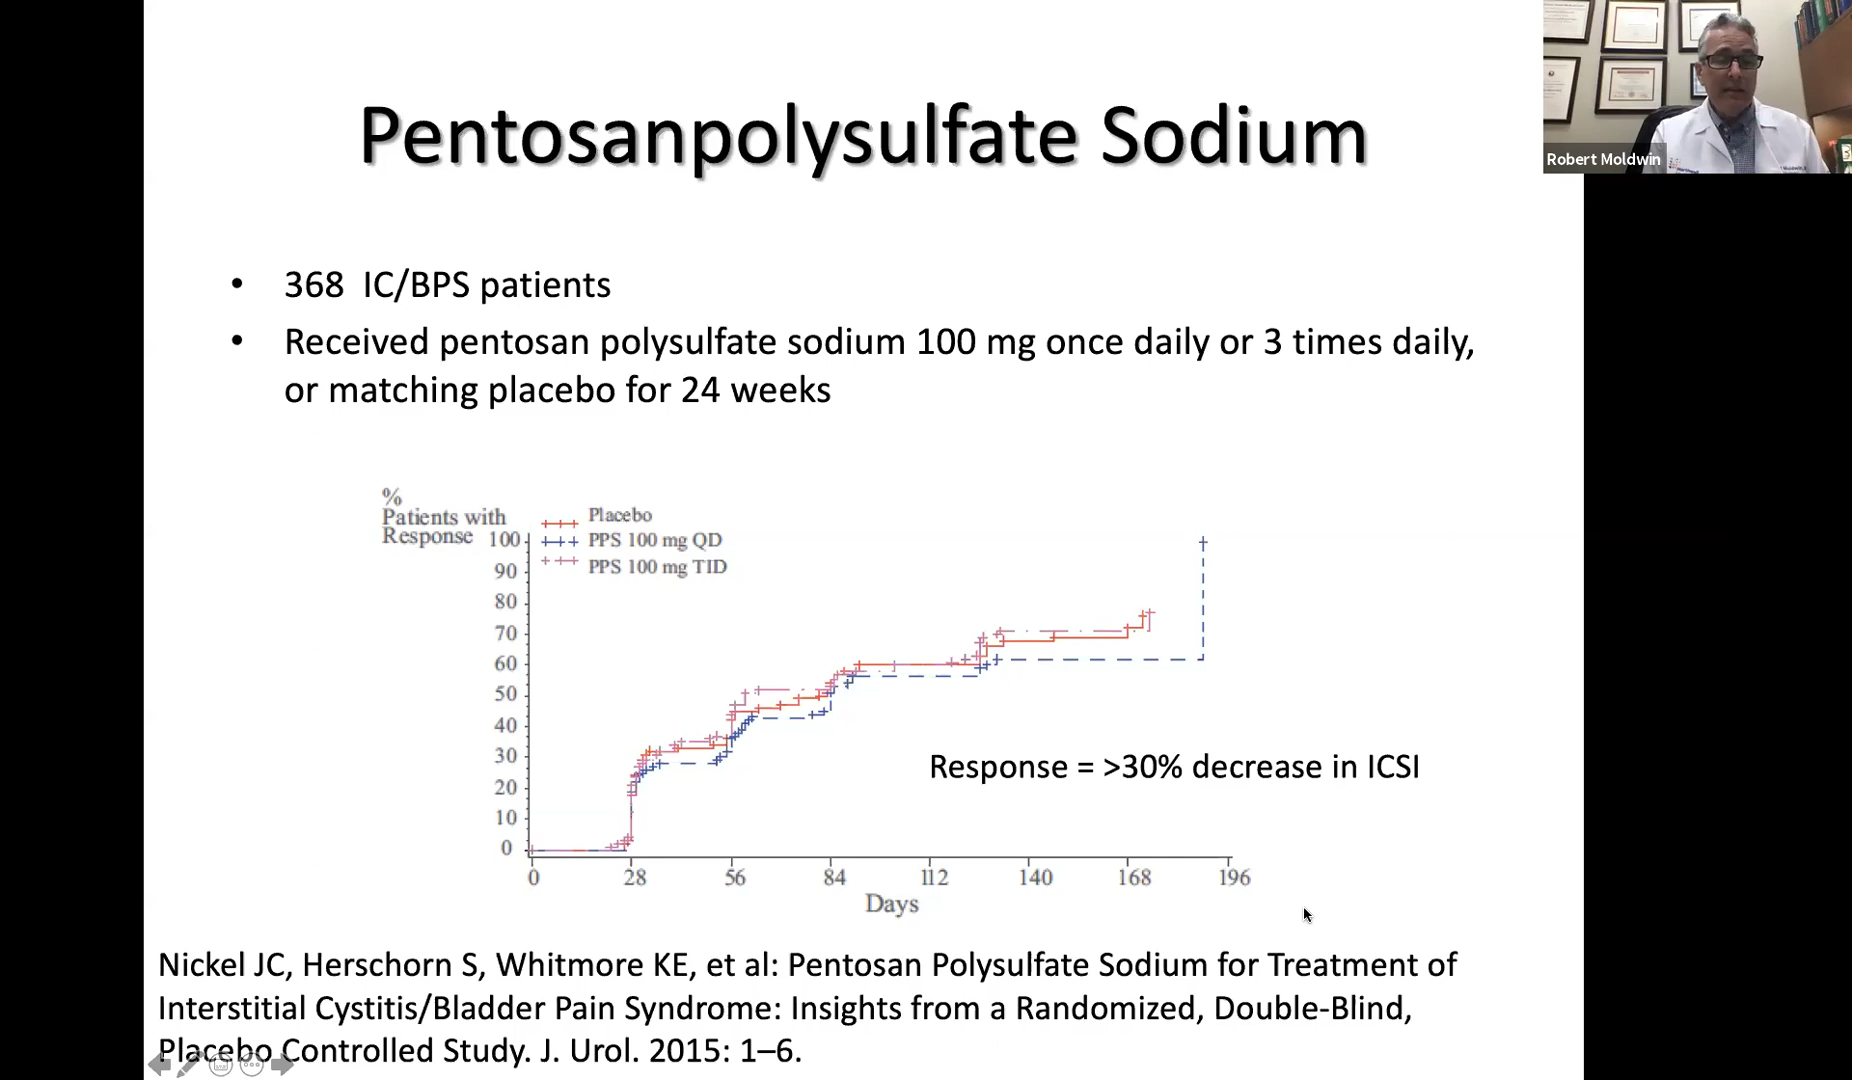 Pentosanpolysulfate Sodium
Robert Moldwin
• 368 IC/BPS patients
• Received pentosan polysulfate sodium 100 mg once daily or 3 times daily,
or matching placebo for 24 weeks
%
Patients with
Response
Placebo
PPS 100 mg QD
PPS 100 mg TID
100
90
80
70
60
50
40
30
20
10
0
0 28 56 84 112 140 168 196
Days
Response = >30% decrease in ICSI
Nickel JC, Herschorn S, Whitmore KE, et al: Pentosan Polysulfate Sodium for Treatment of
Interstitial Cystitis/Bladder Pain Syndrome: Insights from a Randomized, Double-Blind,
Placebo Controlled Study. J. Urol. 2015: 1–6.